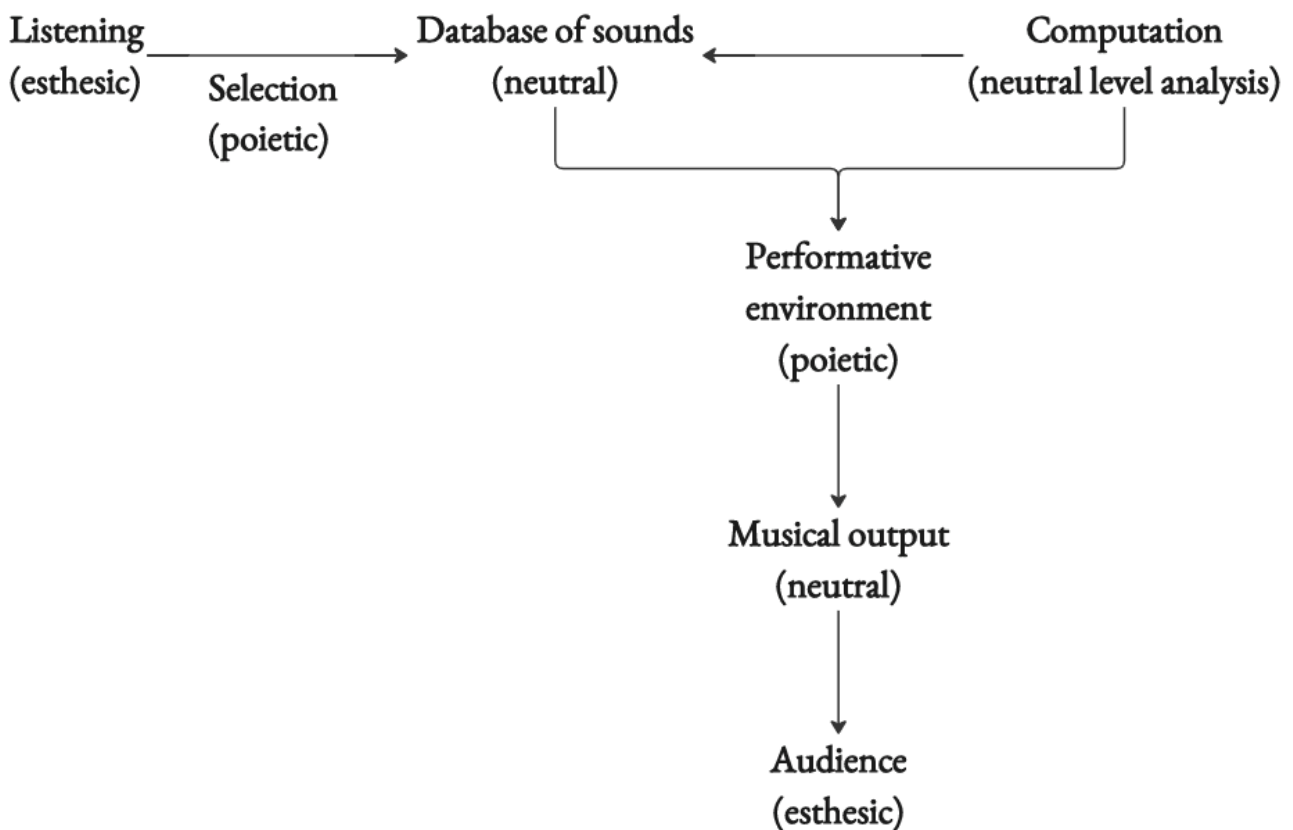 Listening
(esthesic)
Selection
(poietic)
Database of sounds
(neutral)
Computation
(neutral level analysis)
Performative
environment
(poietic)
Musical output
(neutral)
Audience
(esthesic)